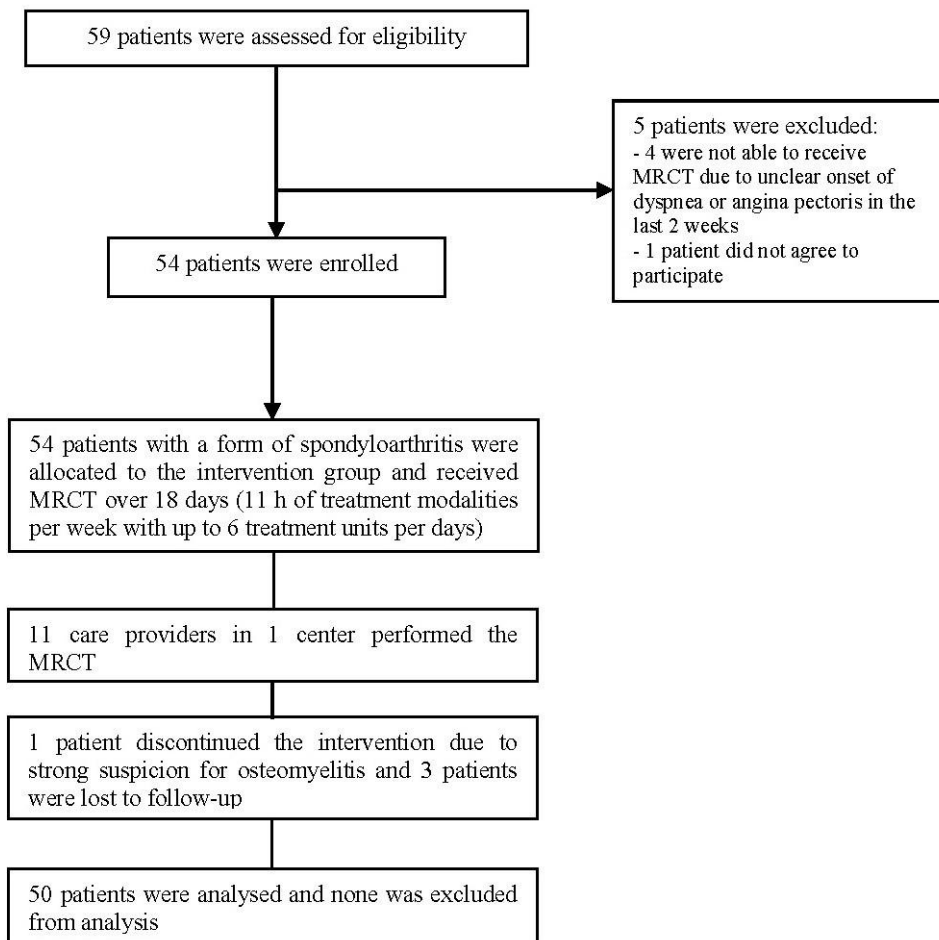 59 patients were assessed for eligibility
5 patients were excluded:
- 4 were not able to receive
MRCT due to unclear onset of
dyspnea or angina pectoris in the
last 2 weeks
- 1 patient did not agree to
participate
54 patients were enrolled
54 patients with a form of spondyloarthritis were
allocated to the intervention group and received
MRCT over 18 days (11 h of treatment modalities
per week with up to 6 treatment units per days)
11 care providers in 1 center performed the
MRCT
1 patient discontinued the intervention due to
strong suspicion for osteomyelitis and 3 patients
were lost to follow-up
50 patients were analysed and none was excluded
from analysis